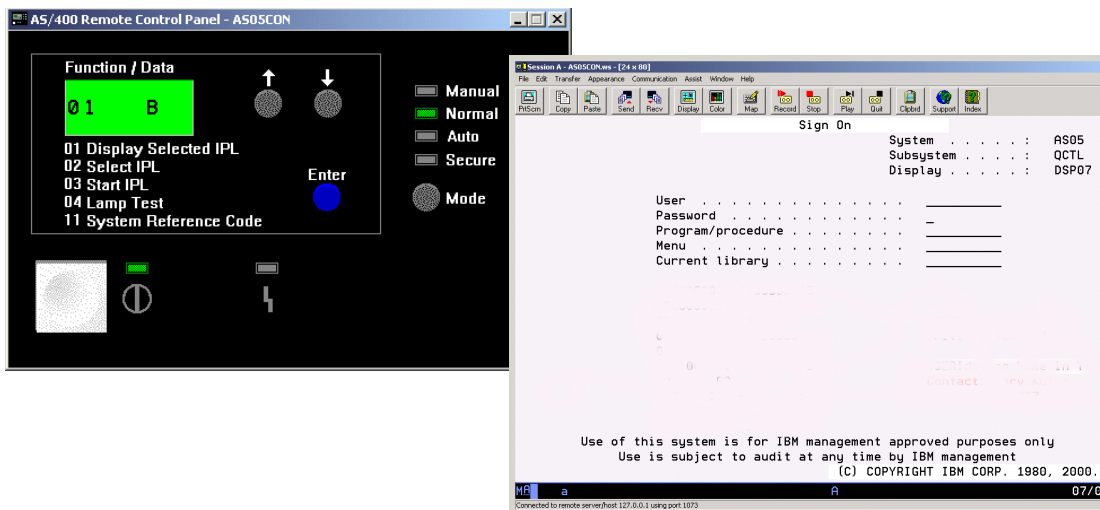 AS/400 Remote Control Panel - AS05CON
Function / Data
01 B
01 Display Selected IPL
02 Select IPL
03 Start IPL
04 Lamp Test
11 System Reference Code
Enter
Manual
Normal
Auto
Secure
Mode
Session A - AS05CON.ws - [24 x 80]
File Edit Transfer Appearance Communication Assist Window Help
PrtScrn Copy Paste Send Recv Display Color Map Record Stop Play Quit Clipbrd Support Index
Sign On
System . . . . . : AS05
Subsystem . . . . : QCTL
Display . . . . . : DSP07
User . . . . . . . . . . . . . .
Password . . . . . . . . . . . .
Program/procedure . . . . . . . .
Menu . . . . . . . . . . . . . .
Current library . . . . . . . . .
Use of this system is for IBM management approved purposes only
Use is subject to audit at any time by IBM management
(C) COPYRIGHT IBM CORP. 1980, 2000.
MA a A 07/0
Connected to remote server/host 127.0.0.1 using port 1073